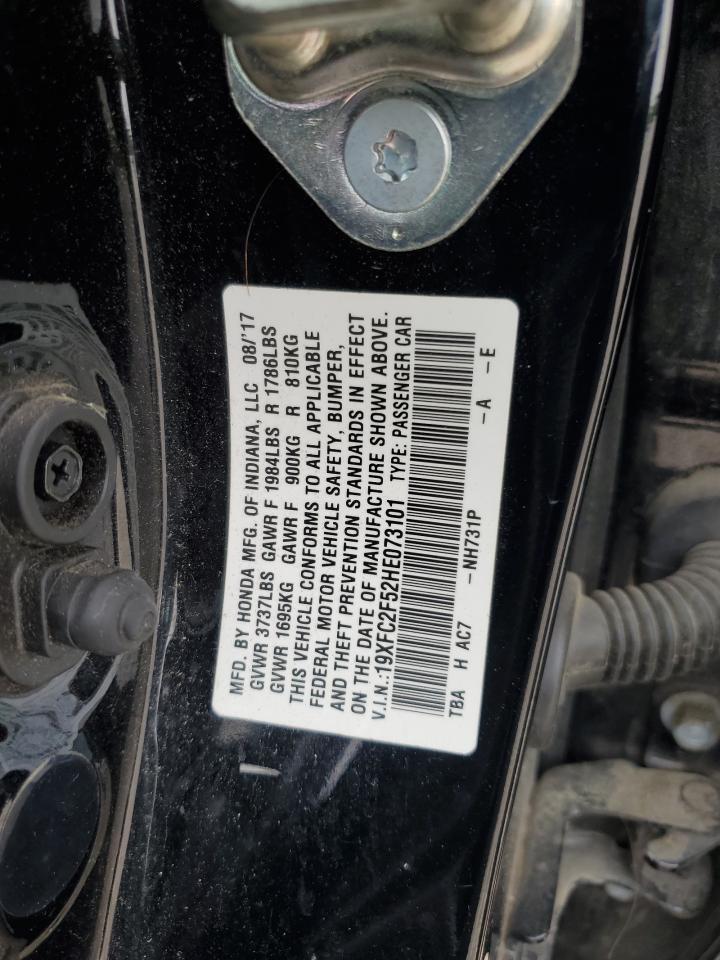 MFD. BY HONDA MFG. OF INDIANA, LLC 08/'17
GVWR 3737LBS GAWR F 1984LBS R 1786LBS
GVWR 1695KG GAWR F 900KG R 810KG
THIS VEHICLE CONFORMS TO ALL APPLICABLE
FEDERAL MOTOR VEHICLE SAFETY, BUMPER,
AND THEFT PREVENTION STANDARDS IN EFFECT
ON THE DATE OF MANUFACTURE SHOWN ABOVE.
V.I.N.:19XFC2F52HE073101 TYPE: PASSENGER CAR
TBA H AC7 -NH731P -A -E